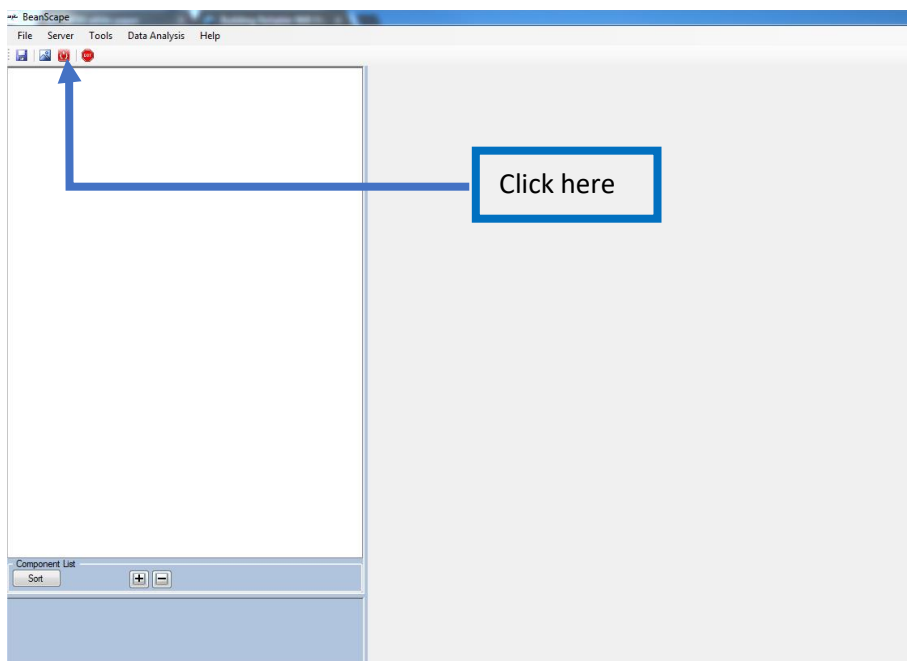 BeanScape
File Server Tools Data Analysis Help
Click here
Component List
Sort